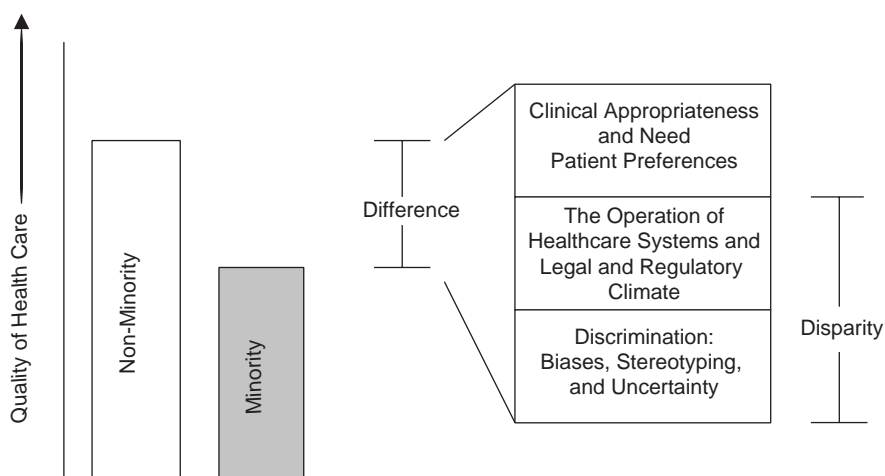 Quality of Health Care
Non-Minority
Minority
Difference
Clinical Appropriateness
and Need
Patient Preferences
The Operation of
Healthcare Systems and
Legal and Regulatory
Climate
Discrimination:
Biases, Stereotyping,
and Uncertainty
Disparity